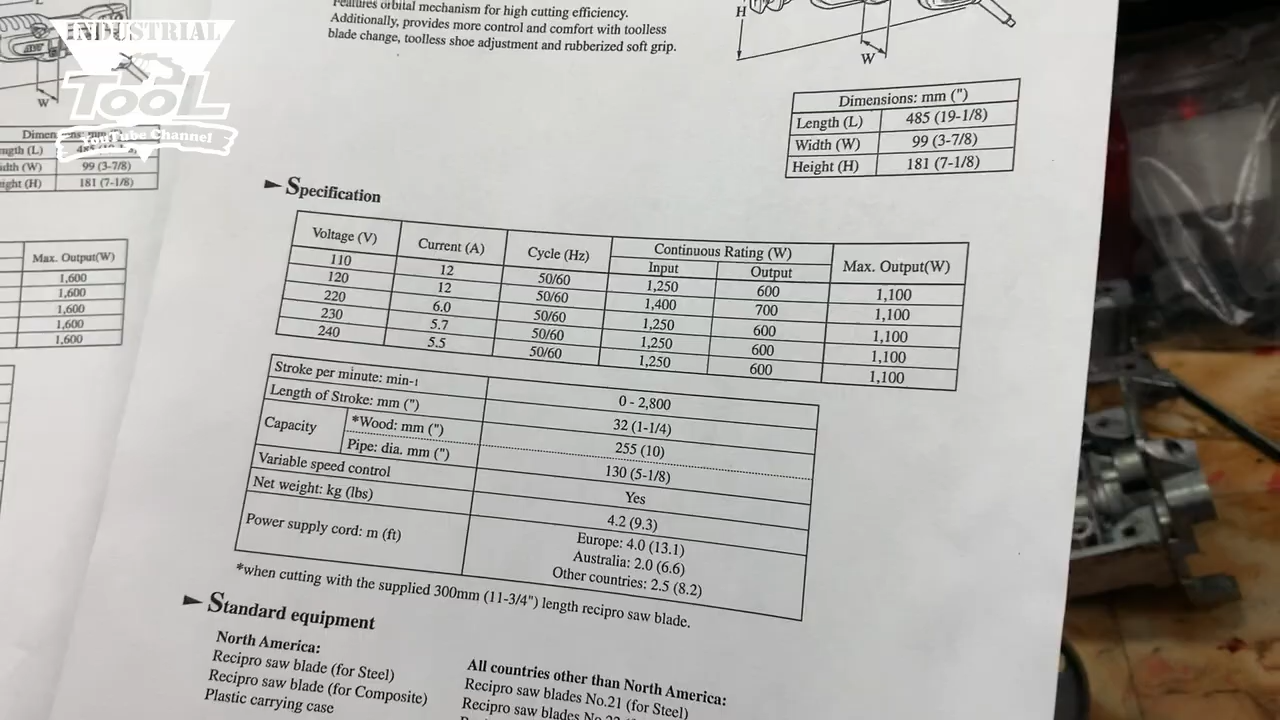 INDUSTRIAL
TOOL
YouTube Channel
W
ength (L)
idth (W) 99 (3-7/8)
eight (H) 181 (7-1/8)
Max. Output(W)
1,600
1,600
1,600
1,600
1,600
Features orbital mechanism for high cutting efficiency.
Additionally, provides more control and comfort with toolless
blade change, toolless shoe adjustment and rubberized soft grip.
H
W
Dimensions: mm (")
Length (L) 485 (19-1/8)
Width (W) 99 (3-7/8)
Height (H) 181 (7-1/8)
Specification
Voltage (V) Current (A) Cycle (Hz) Continuous Rating (W) Max. Output(W)
Input Output
110 12 50/60 1,250 600 1,100
120 12 50/60 1,400 700 1,100
220 6.0 50/60 1,250 600 1,100
230 5.7 50/60 1,250 600 1,100
240 5.5 50/60 1,250 600 1,100
Stroke per minute: min-1 0 - 2,800
Length of Stroke: mm (") 32 (1-1/4)
Capacity *Wood: mm (") 255 (10)
Pipe: dia. mm (") 130 (5-1/8)
Variable speed control Yes
Net weight: kg (lbs) 4.2 (9.3)
Power supply cord: m (ft) Europe: 4.0 (13.1)
Australia: 2.0 (6.6)
Other countries: 2.5 (8.2)
*when cutting with the supplied 300mm (11-3/4") length recipro saw blade.
Standard equipment
North America:
Recipro saw blade (for Steel)
Recipro saw blade (for Composite)
Plastic carrying case
All countries other than North America:
Recipro saw blades No.21 (for Steel)
Recipro saw blades